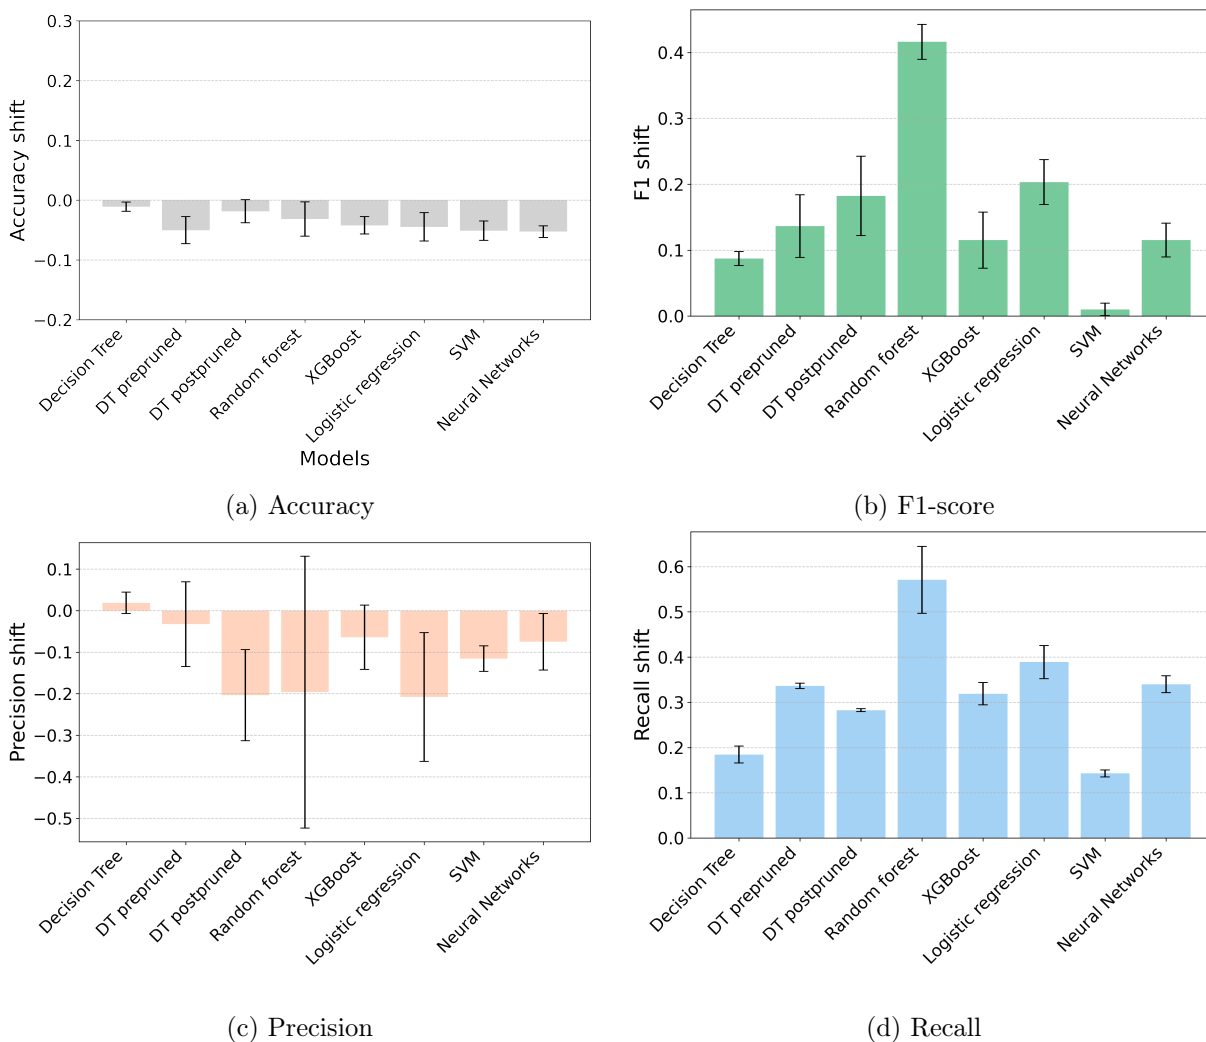 0.3
0.2
0.1
0.0
−0.1
−0.2
Accuracy shift
Decision Tree
DT prepruned
DT postpruned
Random forest
XGBoost
Logistic regression
SVM
Neural Networks
Models
(a) Accuracy
0.4
0.3
0.2
0.1
0.0
F1 shift
Decision Tree
DT prepruned
DT postpruned
Random forest
XGBoost
Logistic regression
SVM
Neural Networks
(b) F1-score
0.1
0.0
−0.1
−0.2
−0.3
−0.4
−0.5
Precision shift
Decision Tree
DT prepruned
DT postpruned
Random forest
XGBoost
Logistic regression
SVM
Neural Networks
(c) Precision
0.6
0.5
0.4
0.3
0.2
0.1
0.0
Recall shift
Decision Tree
DT prepruned
DT postpruned
Random forest
XGBoost
Logistic regression
SVM
Neural Networks
(d) Recall